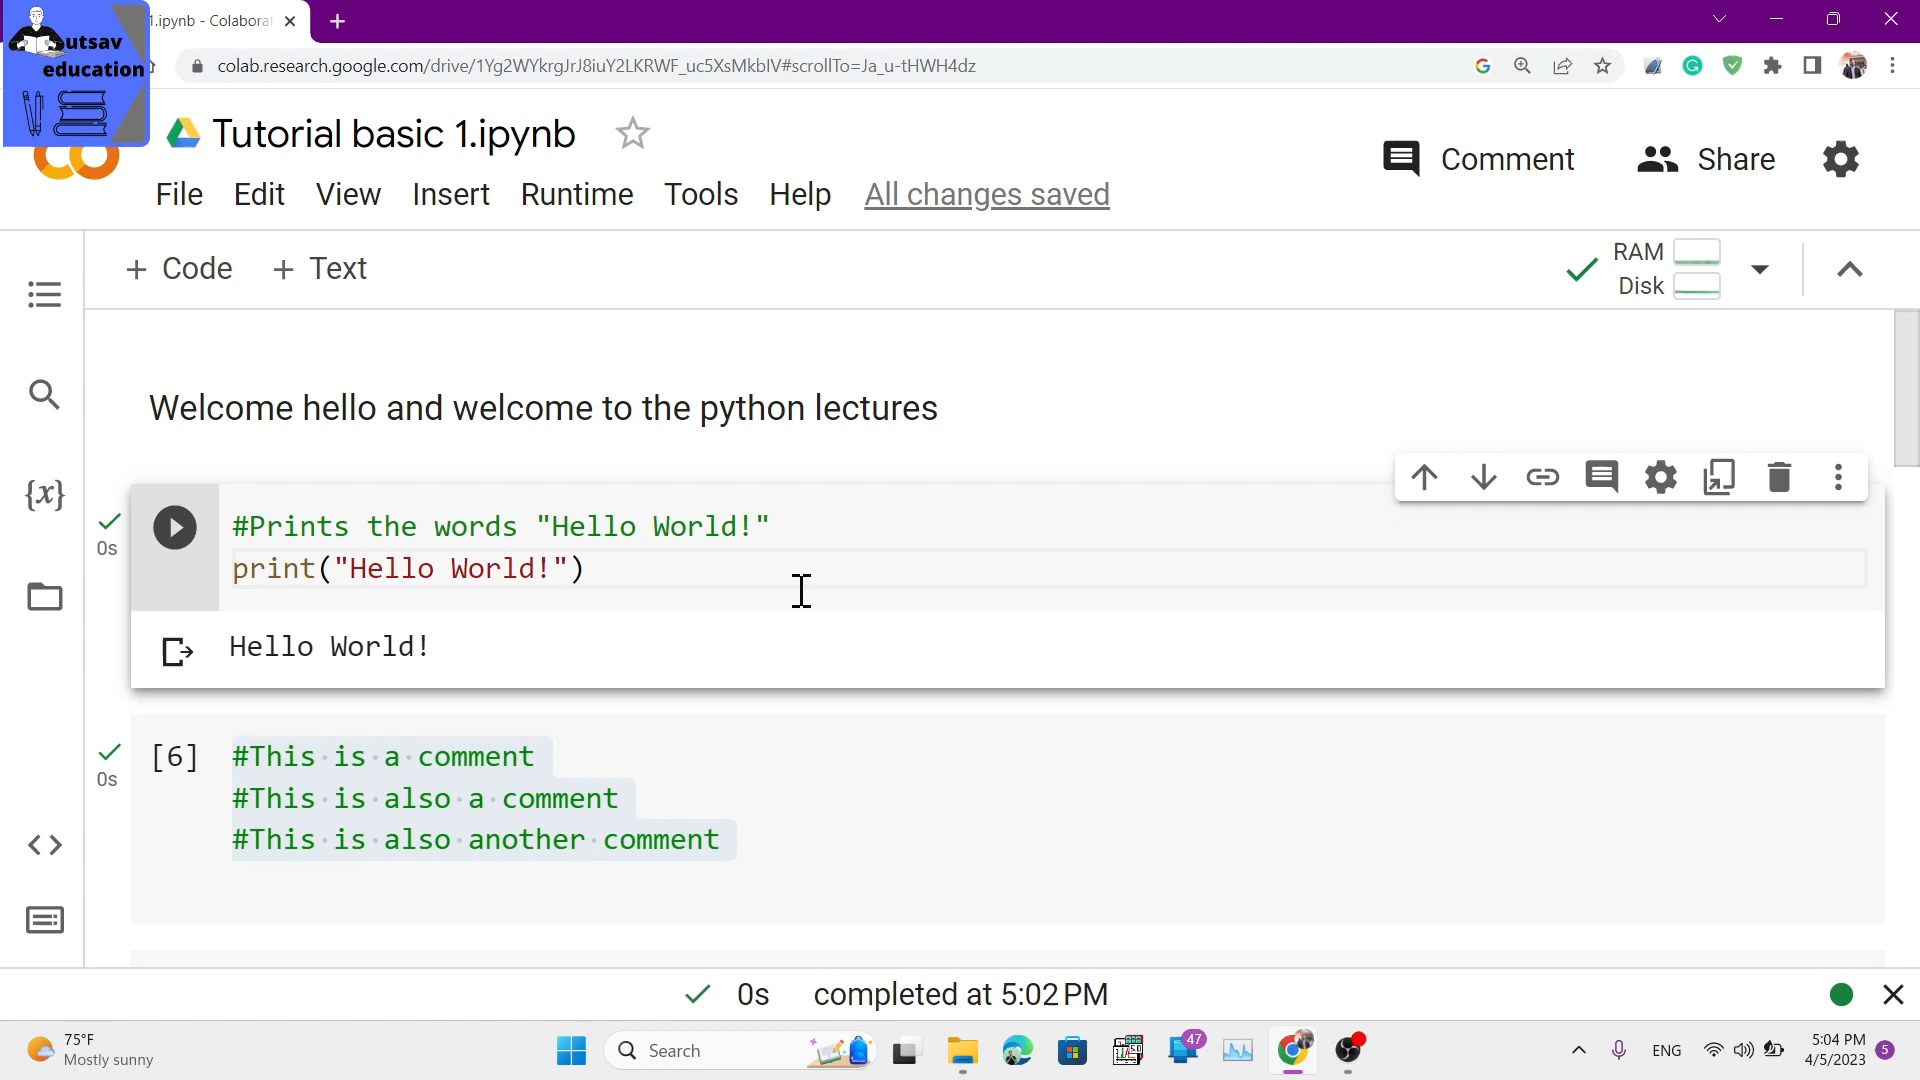 1.ipynb - Colaborat
utsav
education
colab.research.google.com/drive/1Yg2WYkrgJrJ8iuY2LKRWF_uc5XsMkbIV#scrollTo=Ja_u-tHWH4dz
Tutorial basic 1.ipynb
Comment
Share
File Edit View Insert Runtime Tools Help All changes saved
+ Code + Text
RAM
Disk
Welcome hello and welcome to the python lectures
{x}
#Prints the words "Hello World!"
0s
print("Hello World!")
Hello World!
[6] #This is a comment
0s
#This is also a comment
#This is also another comment
0s completed at 5:02 PM
75°F
Mostly sunny
Search
47
ENG
5:04 PM
4/5/2023
5